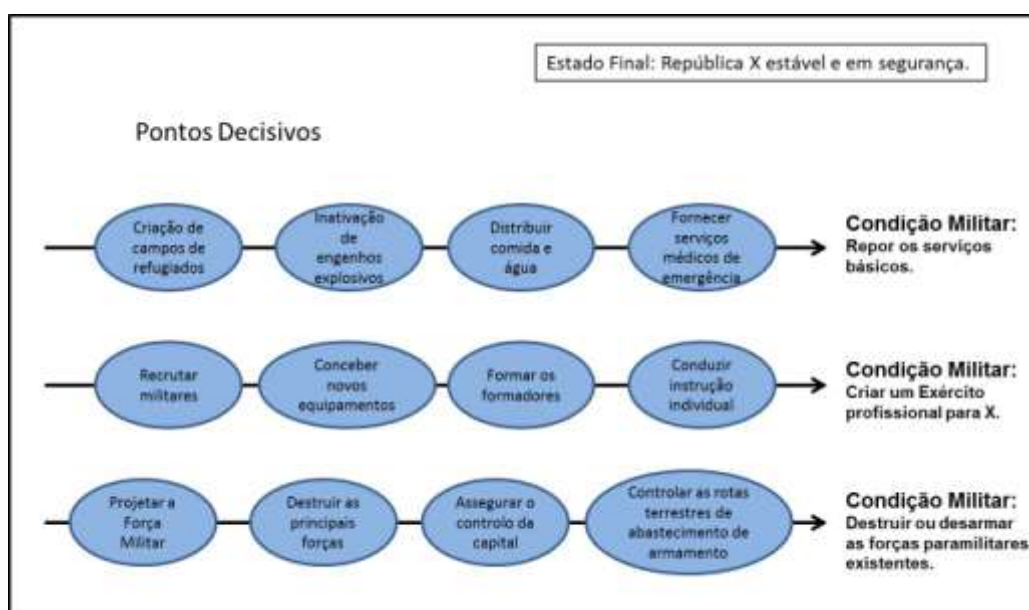 Estado Final: República X estável e em segurança.
Pontos Decisivos
Criação de
campos de
refugiados
Inativação
de
engenhos
explosivos
Distribuir
comida e
água
Fornecer
serviços
médicos de
emergência
Condição Militar:
Repor os serviços
básicos.
Recrutar
militares
Conceber
novos
equipamentos
Formar os
formadores
Conduzir
instrução
individual
Condição Militar:
Criar um Exército
profissional para X.
Projetar a
Força
Militar
Destruir as
principais
forças
Assegurar o
controlo da
capital
Controlar as rotas
terrestres de
abastecimento de
armamento
Condição Militar:
Destruir ou desarmar
as forças paramilitares
existentes.